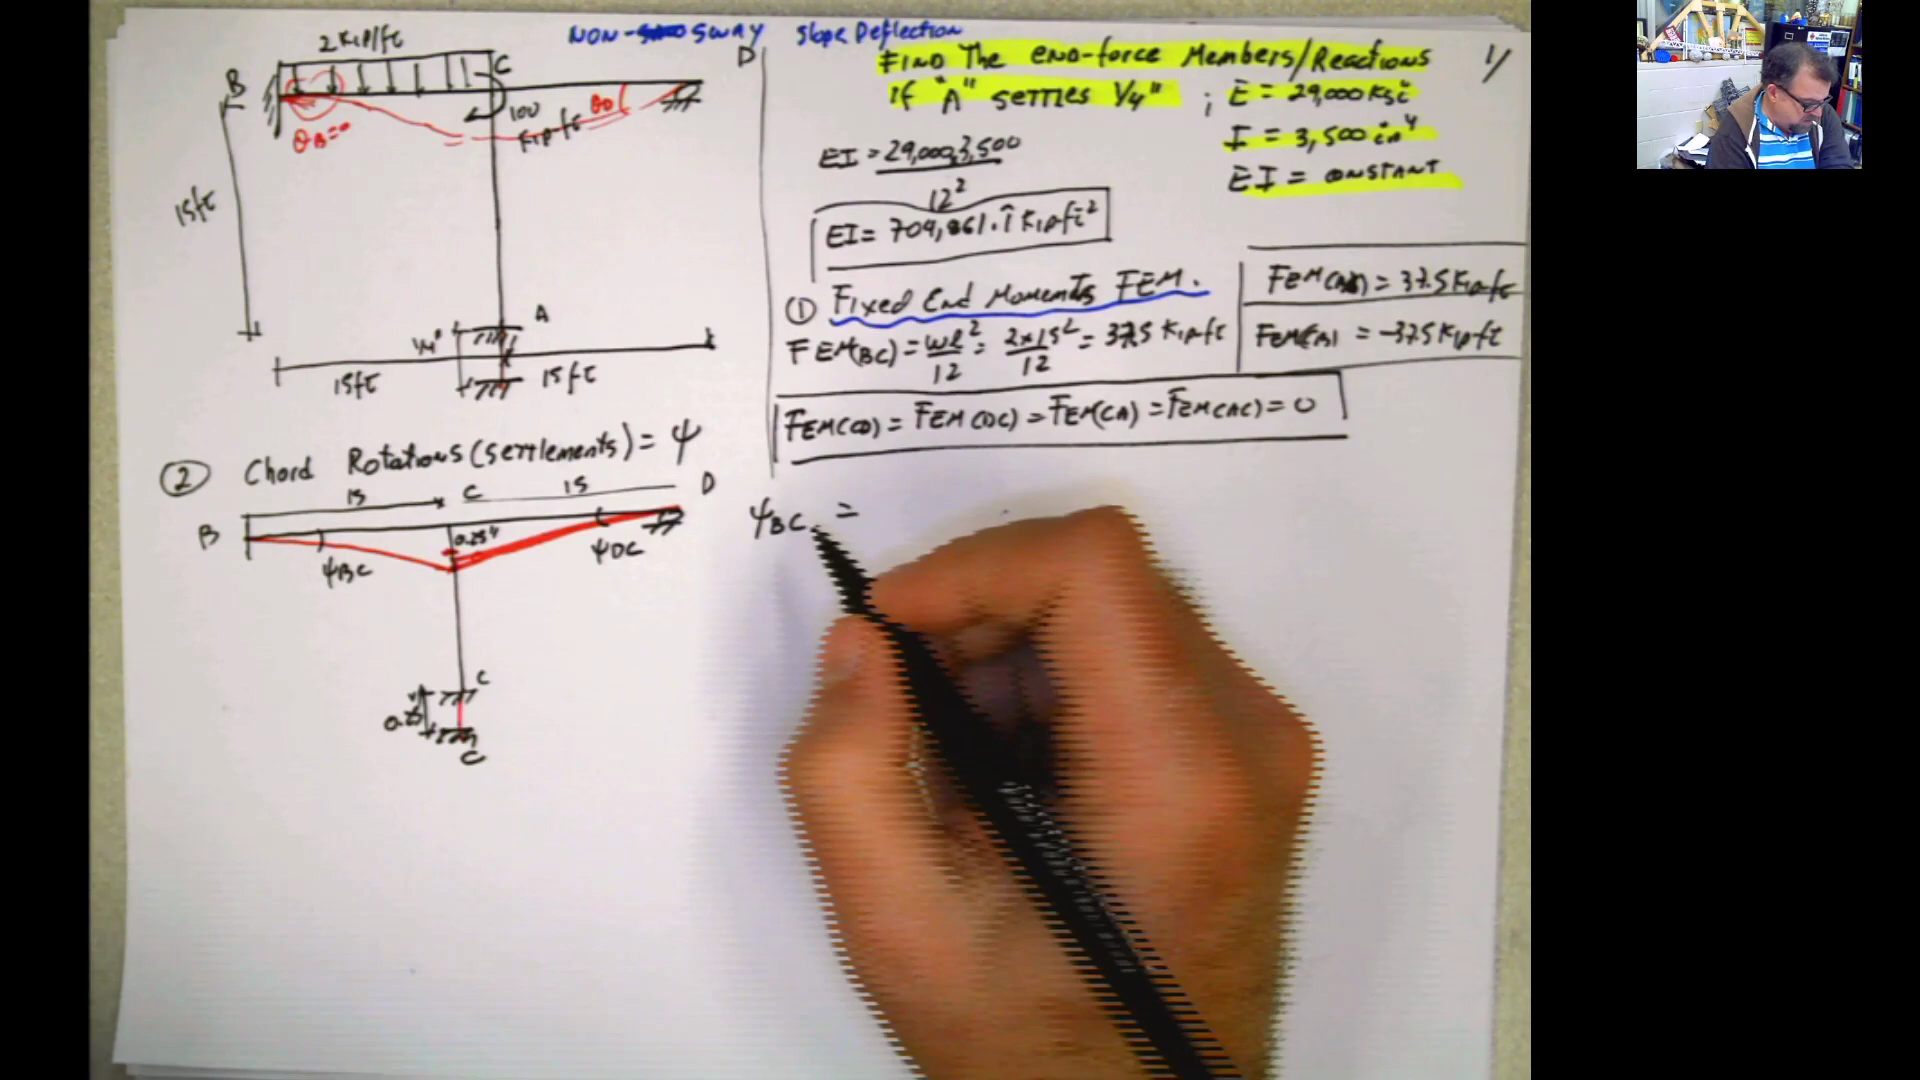 NON-SWAY Slope Deflection
1/
2 KIP/ft
B
C
D
θB=0
100
KIP-ft
θD
15ft
A
1/4"
15ft
15ft
FIND The end-force Members/Reactions
If "A" settles 1/4" ; E = 29,000 Ksi
I = 3,500 in⁴
EI = CONSTANT
EI = 29,000.3,500
12²
EI = 704,861.1 Kip ft²
① Fixed End Moments FEM.
FEM(BC) = wl² = 2x15² = 37.5 Kip ft
12 12
FEM(BC) = 37.5 Kip ft
FEM(CB) = -37.5 Kip ft
FEM(CD) = FEM(DC) = FEM(CA) = FEM(AC) = 0
② Chord Rotations (settlements) = ψ
15
C
15
D
B
0.25"
ψBC
ψDC
C
0.25"
C
ψBC =